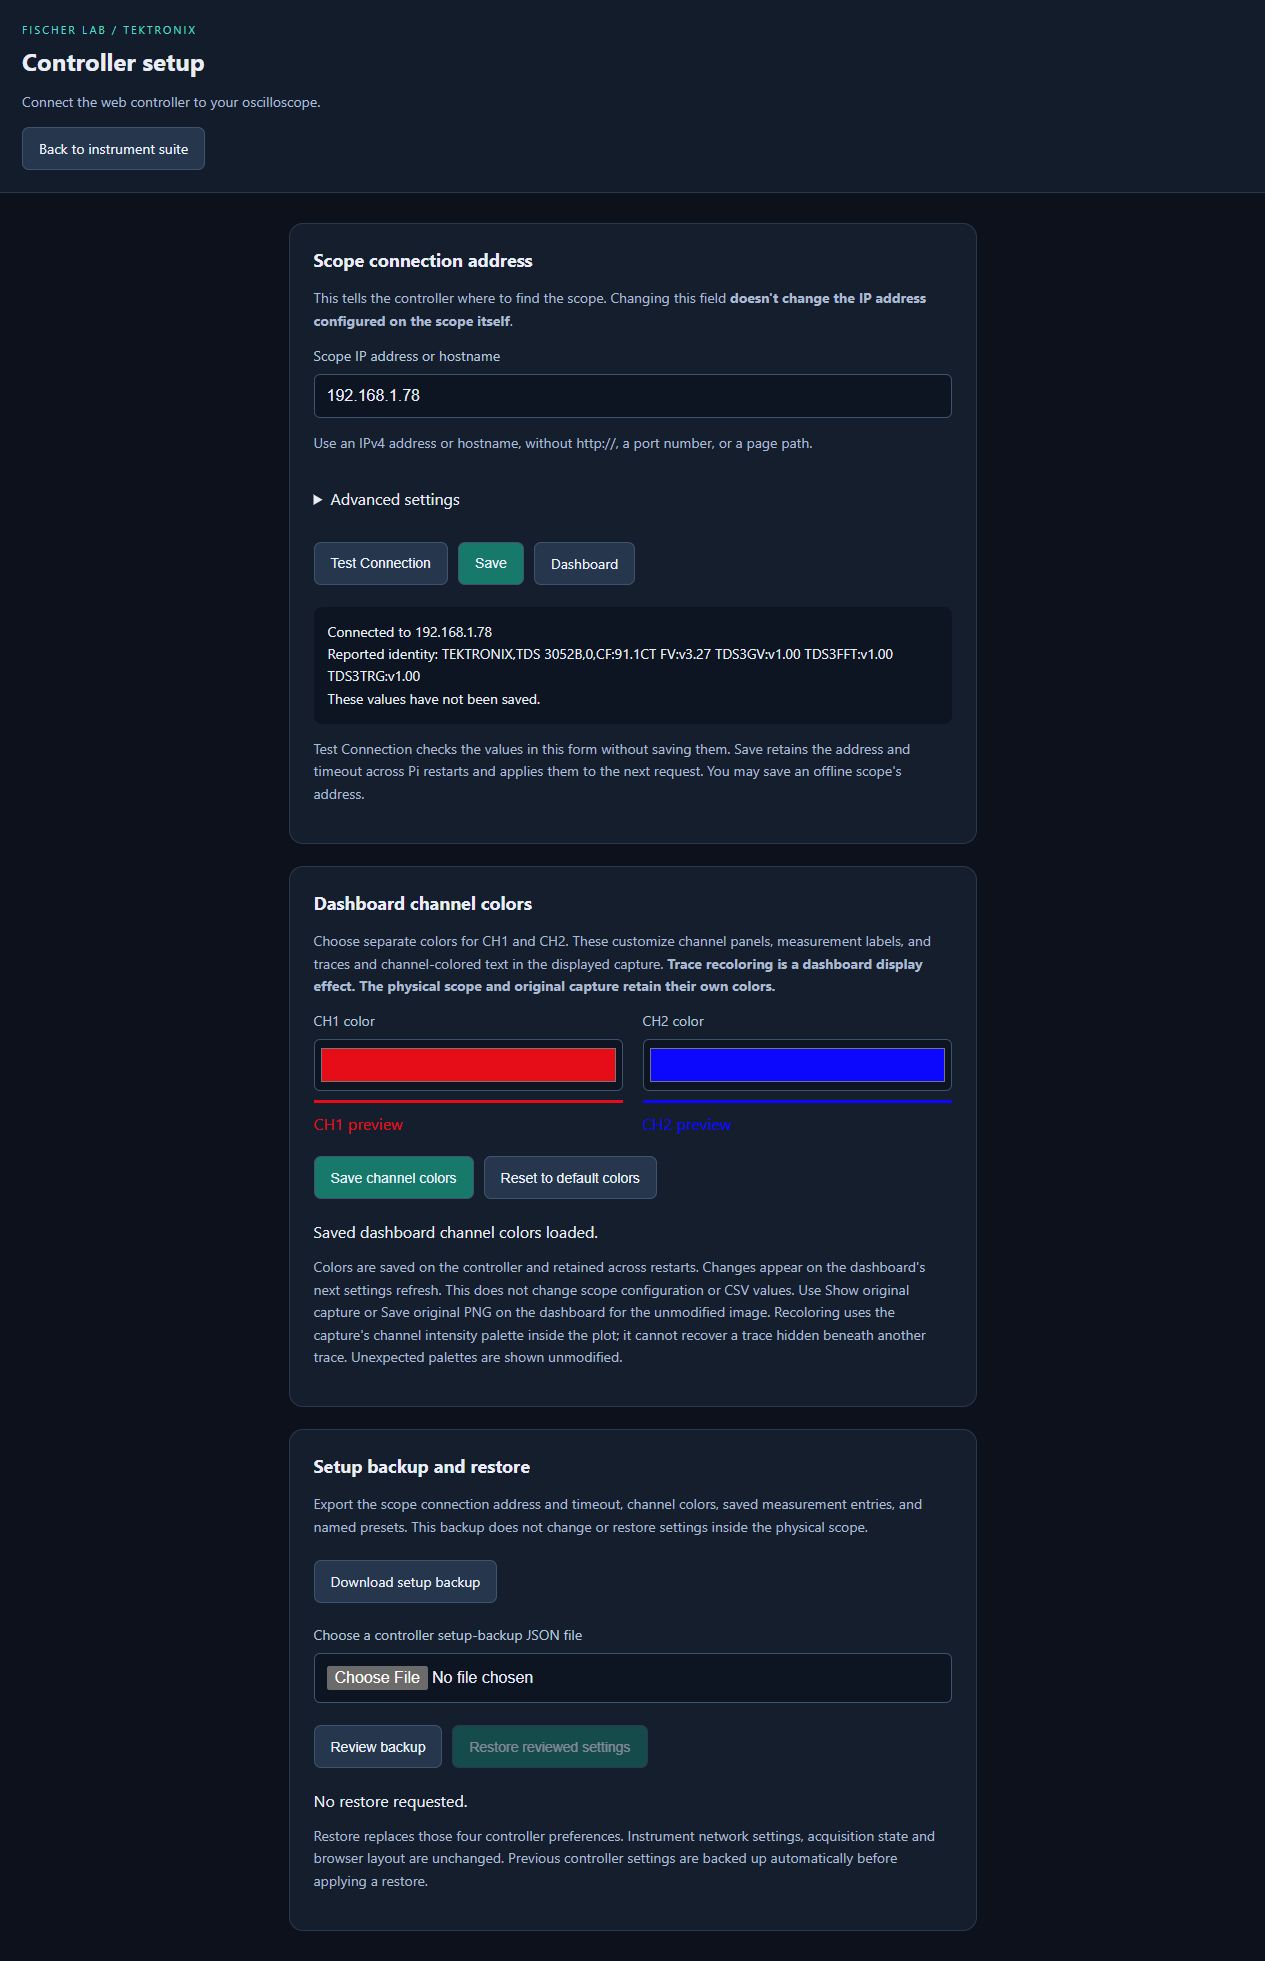 FISCHER LAB / TEKTRONIX
Controller setup
Connect the web controller to your oscilloscope.
Back to instrument suite
Scope connection address
This tells the controller where to find the scope. Changing this field doesn't change the IP address
configured on the scope itself.
Scope IP address or hostname
192.168.1.78
Use an IPv4 address or hostname, without http://, a port number, or a page path.
Advanced settings
Test Connection Save Dashboard
Connected to 192.168.1.78
Reported identity: TEKTRONIX,TDS 3052B,0,CF:91.1CT FV:v3.27 TDS3GV:v1.00 TDS3FFT:v1.00
TDS3TRG:v1.00
These values have not been saved.
Test Connection checks the values in this form without saving them. Save retains the address and
timeout across Pi restarts and applies them to the next request. You may save an offline scope's
address.
Dashboard channel colors
Choose separate colors for CH1 and CH2. These customize channel panels, measurement labels, and
traces and channel-colored text in the displayed capture. Trace recoloring is a dashboard display
effect. The physical scope and original capture retain their own colors.
CH1 color CH2 color
CH1 preview CH2 preview
Save channel colors Reset to default colors
Saved dashboard channel colors loaded.
Colors are saved on the controller and retained across restarts. Changes appear on the dashboard's
next settings refresh. This does not change scope configuration or CSV values. Use Show original
capture or Save original PNG on the dashboard for the unmodified image. Recoloring uses the
capture's channel intensity palette inside the plot; it cannot recover a trace hidden beneath another
trace. Unexpected palettes are shown unmodified.
Setup backup and restore
Export the scope connection address and timeout, channel colors, saved measurement entries, and
named presets. This backup does not change or restore settings inside the physical scope.
Download setup backup
Choose a controller setup-backup JSON file
Choose File No file chosen
Review backup Restore reviewed settings
No restore requested.
Restore replaces those four controller preferences. Instrument network settings, acquisition state and
browser layout are unchanged. Previous controller settings are backed up automatically before
applying a restore.